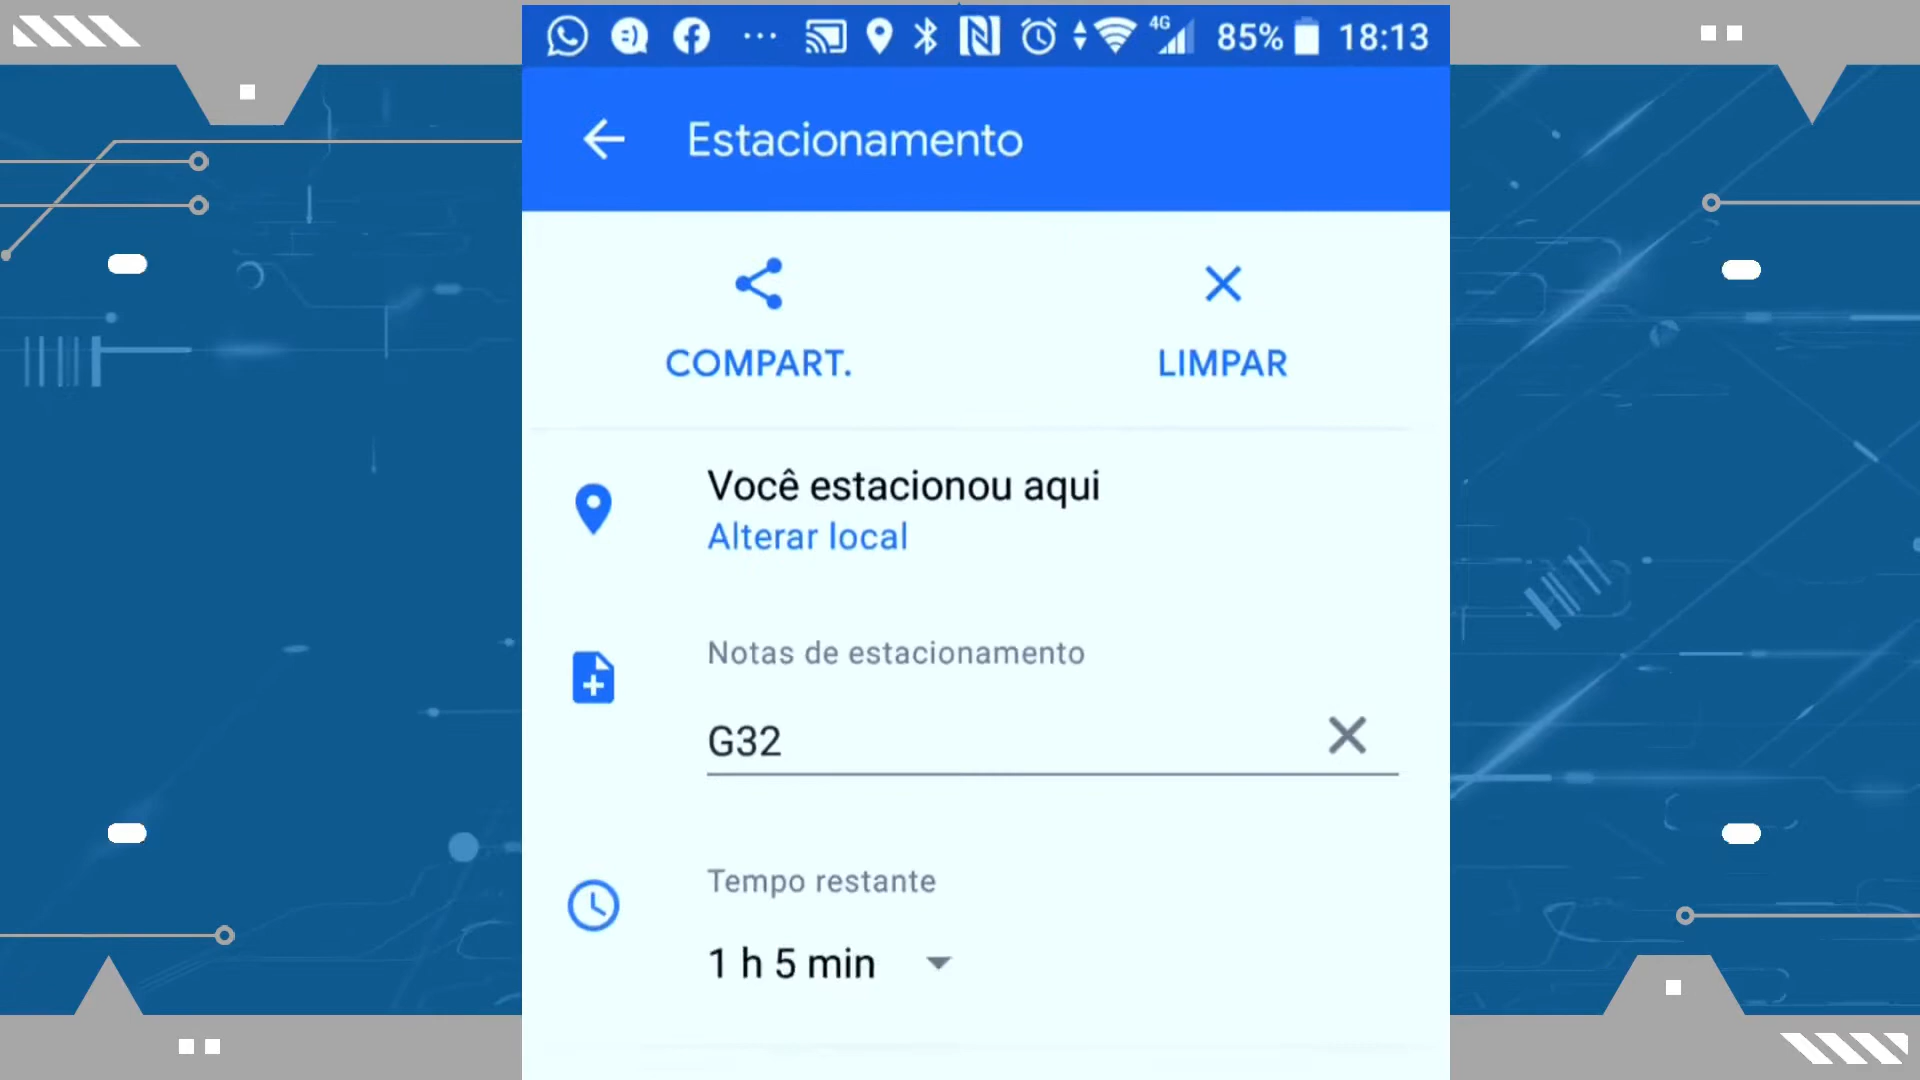 4G 85% 18:13
Estacionamento
COMPART. LIMPAR
Você estacionou aqui
Alterar local
Notas de estacionamento
G32
Tempo restante
1 h 5 min